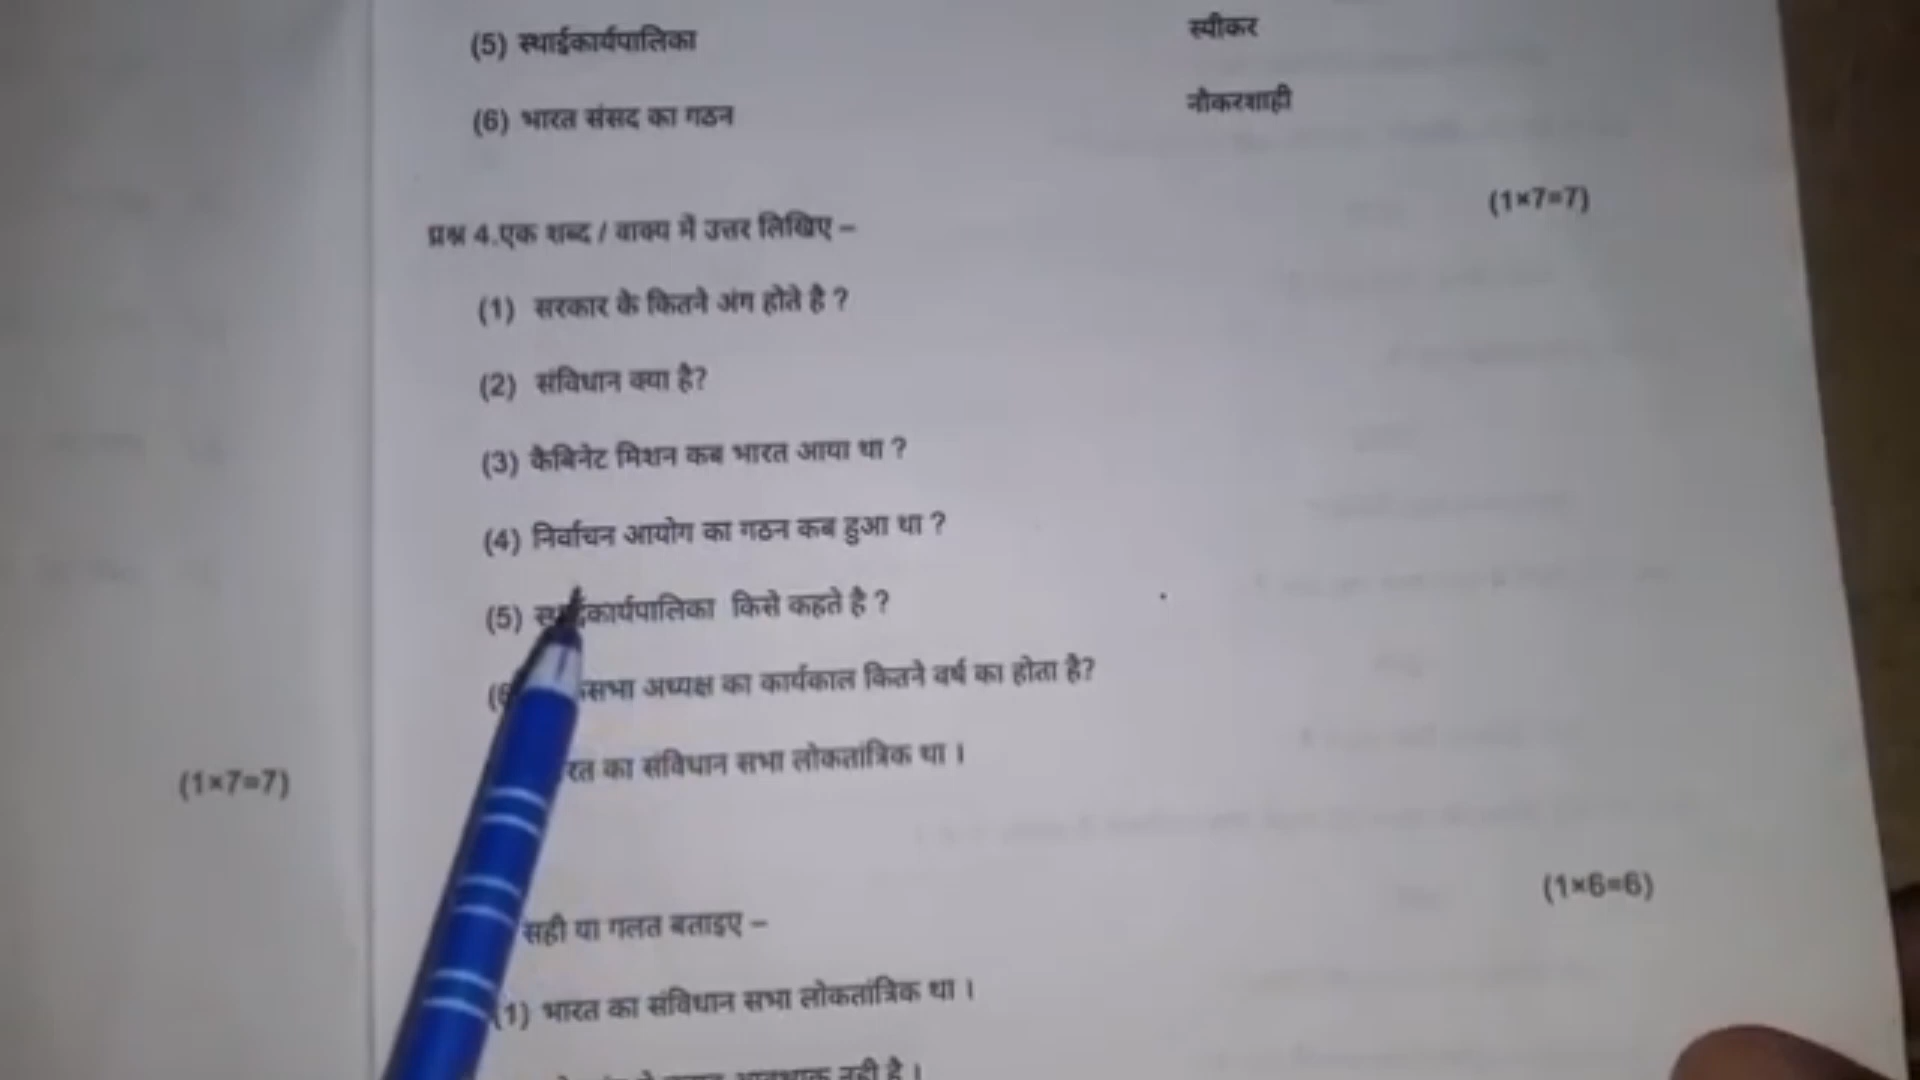 (5) स्थाईकार्यपालिका स्पीकर
(6) भारत संसद का गठन नौकरशाही
(1×7=7)
प्रश्न 4.एक शब्द / वाक्य में उत्तर लिखिए –
(1) सरकार के कितने अंग होते है ?
(2) संविधान क्या है?
(3) कैबिनेट मिशन कब भारत आया था ?
(4) निर्वाचन आयोग का गठन कब हुआ था ?
(5) स्थाईकार्यपालिका किसे कहते है ?
अध्यक्ष का कार्यकाल कितने वर्ष का होता है?
का संविधान सभा लोकतांत्रिक था ।
(1×7=7)
(1×6=6)
सही या गलत बताइए –
(1) भारत का संविधान सभा लोकतांत्रिक था ।
नही है ।